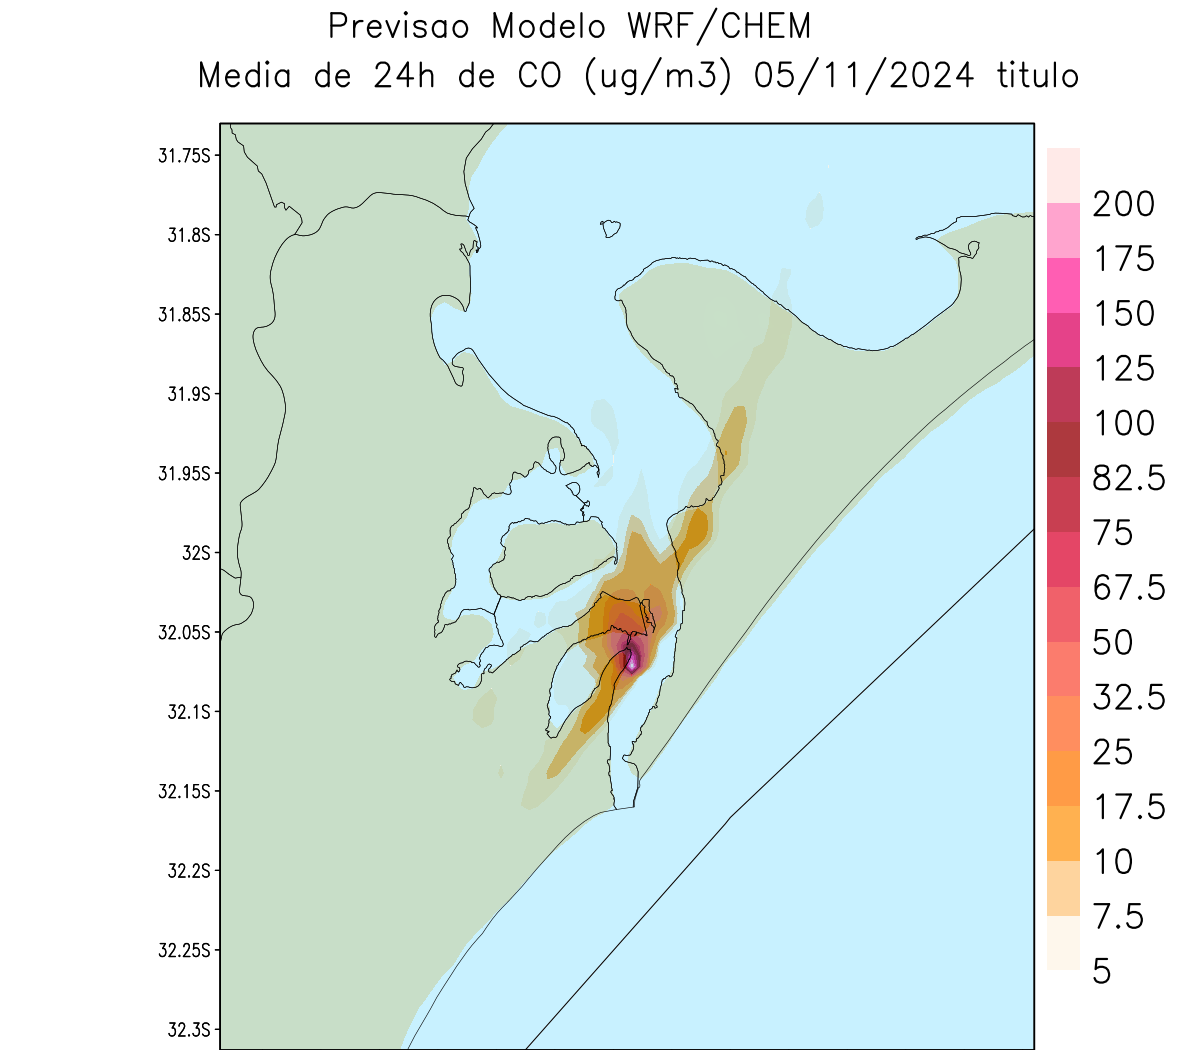 Previsao Modelo WRF/CHEM
Media de 24h de CO (ug/m3) 05/11/2024 titulo
31.75S
31.8S
31.85S
31.9S
31.95S
32S
32.05S
32.1S
32.15S
32.2S
32.25S
32.3S
200
175
150
125
100
82.5
75
67.5
50
32.5
25
17.5
10
7.5
5